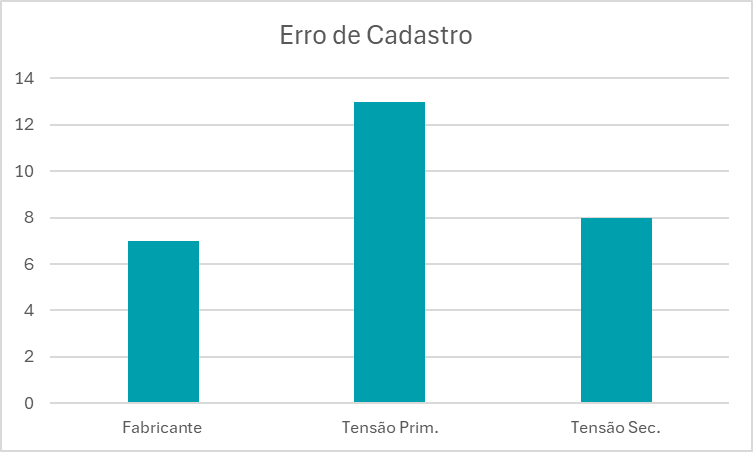 Erro de Cadastro
14
12
10
8
6
4
2
0
Fabricante
Tensão Prim.
Tensão Sec.